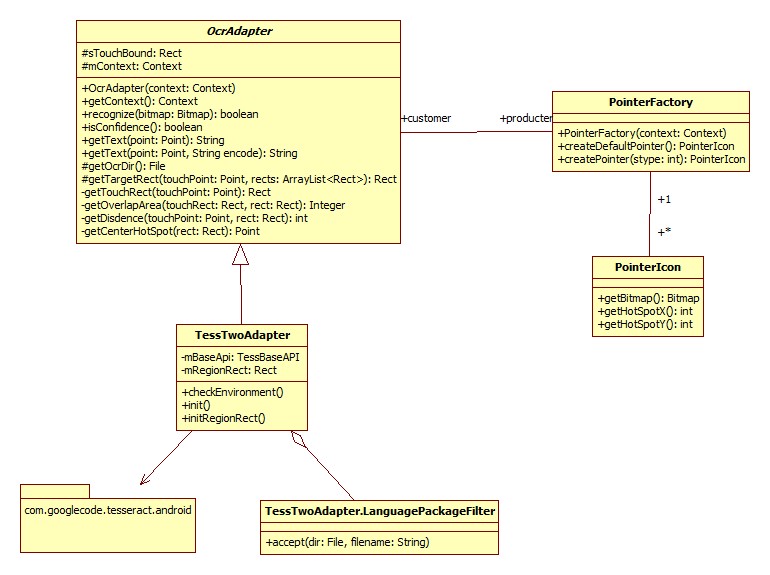 OcrAdapter
#sTouchBound: Rect
#mContext: Context
+OcrAdapter(context: Context)
+getContext(): Context
+recognize(bitmap: Bitmap): boolean
+isConfidence(): boolean
+getText(point: Point): String
+getText(point: Point, String encode): String
#getOcrDir(): File
#getTargetRect(touchPoint: Point, rects: ArrayList<Rect>): Rect
-getTouchRect(touchPoint: Point): Rect
-getOverlapArea(touchRect: Rect, rect: Rect): Integer
-getDisdence(touchPoint: Point, rect: Rect): int
-getCenterHotSpot(rect: Rect): Point
+customer
+producter
PointerFactory
+PointerFactory(context: Context)
+createDefaultPointer(): PointerIcon
+createPointer(stype: int): PointerIcon
+1
+*
PointerIcon
+getBitmap(): Bitmap
+getHotSpotX(): int
+getHotSpotY(): int
TessTwoAdapter
-mBaseApi: TessBaseAPI
-mRegionRect: Rect
+checkEnvironment()
+init()
+initRegionRect()
com.googlecode.tesseract.android
TessTwoAdapter.LanguagePackageFilter
+accept(dir: File, filename: String)